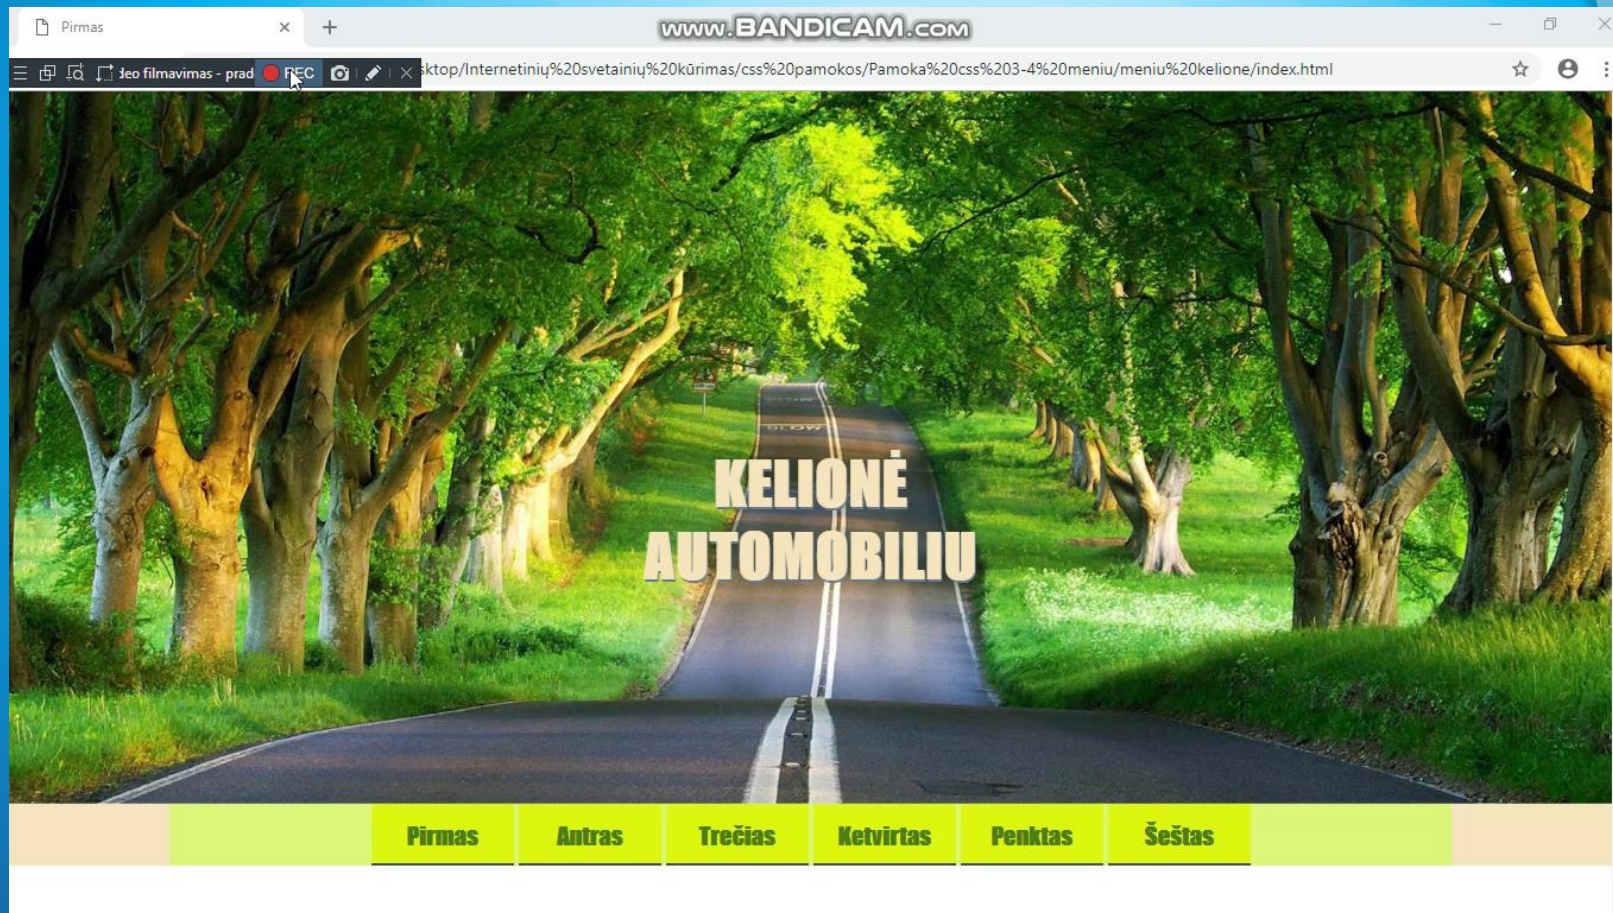 Pirmas
www.BANDICAM.com
deo filmavimas - prad REC
sktop/Internetinių%20svetainių%20kūrimas/css%20pamokos/Pamoka%20css%203-4%20meniu/meniu%20kelione/index.html
SLOW
KELIONĖ
AUTOMOBILIU
Pirmas Antras Trečias Ketvirtas Penktas Šeštas